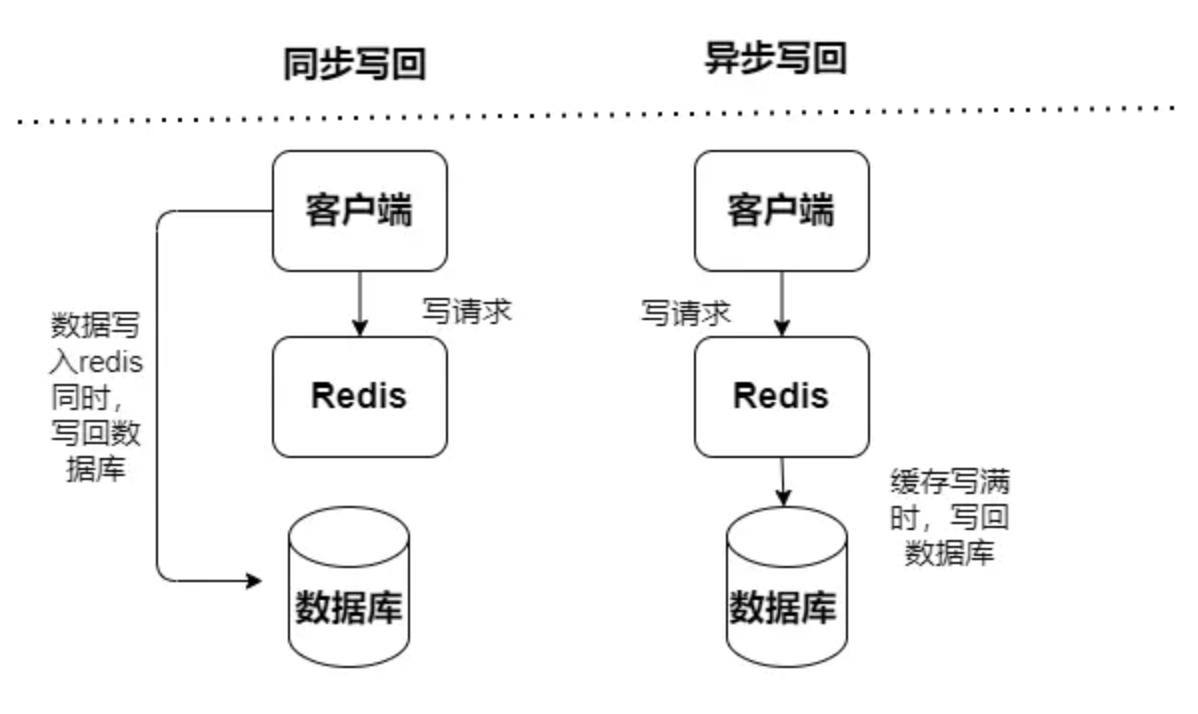 同步写回
异步写回
客户端
客户端
写请求
写请求
数据写
入redis
同时，
写回数
据库
Redis
Redis
缓存写满
时，写回
数据库
数据库
数据库